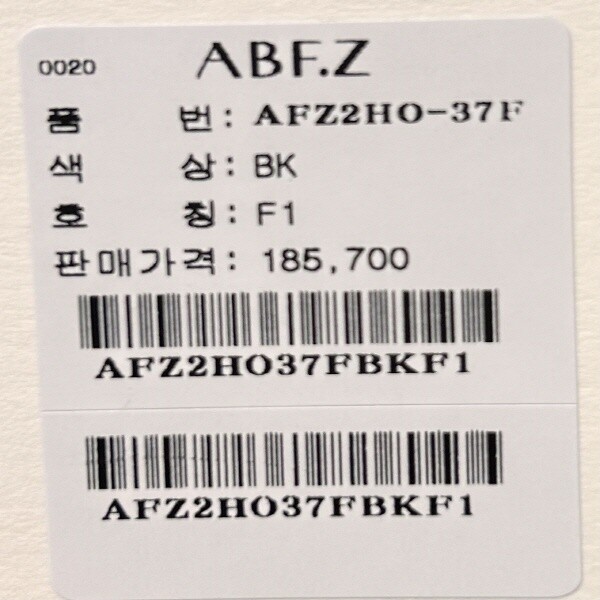 0020 ABF.Z
품 번 : AFZ2HO-37F
색 상 : BK
호 칭 : F1
판매가격 : 185,700
AFZ2HO37FBKF1
AFZ2HO37FBKF1